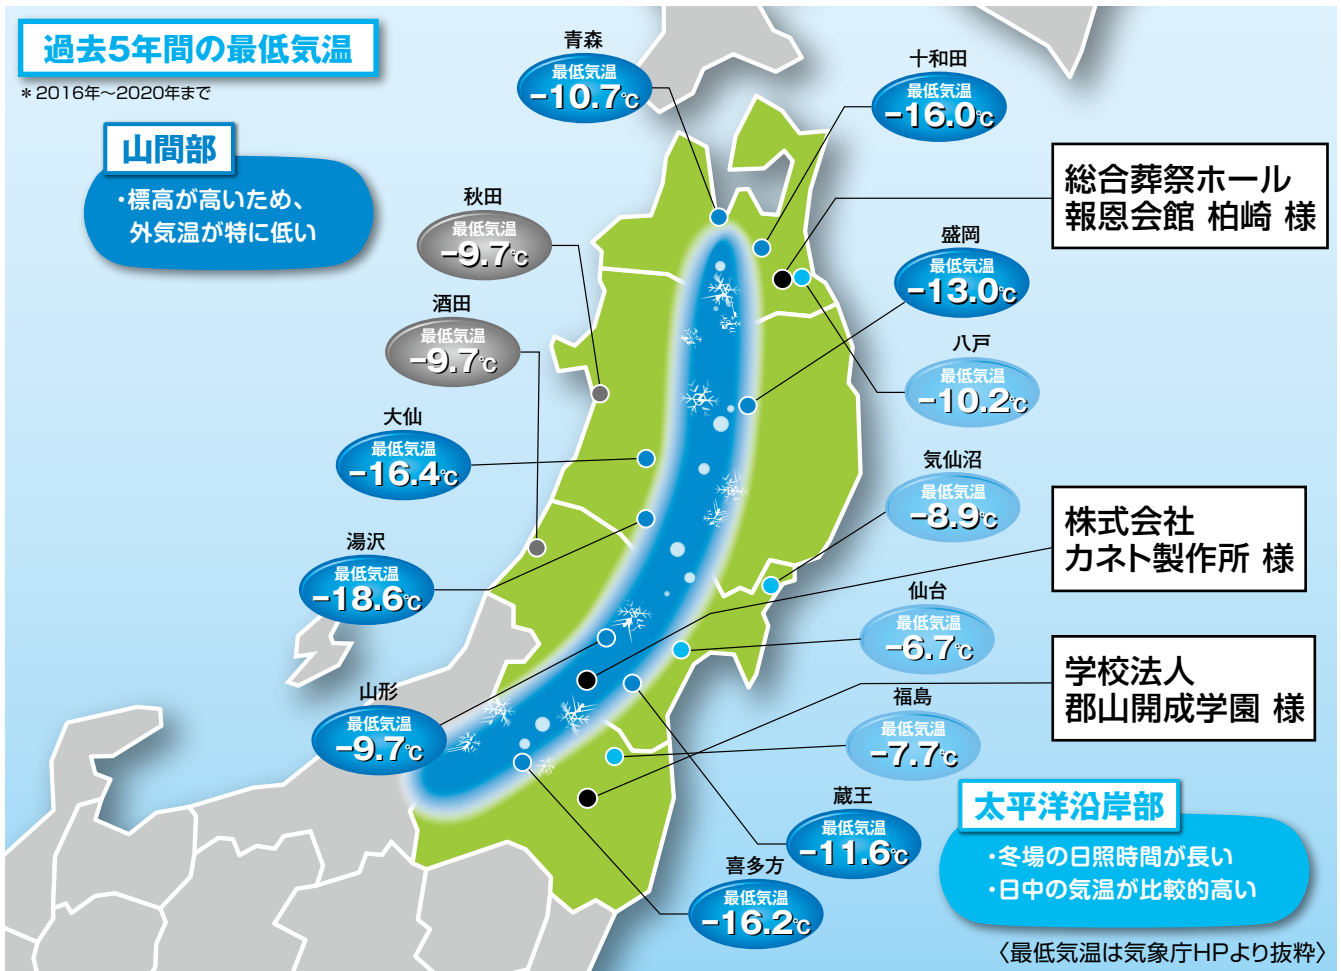 過去5年間の最低気温
＊2016年～2020年まで
山間部
・標高が高いため、
外気温が特に低い
青森
最低気温
−10.7℃
十和田
最低気温
−16.0℃
総合葬祭ホール
報恩会館 柏崎 様
秋田
最低気温
−9.7℃
盛岡
最低気温
−13.0℃
酒田
最低気温
−9.7℃
八戸
最低気温
−10.2℃
大仙
最低気温
−16.4℃
気仙沼
最低気温
−8.9℃
株式会社
カネト製作所 様
湯沢
最低気温
−18.6℃
仙台
最低気温
−6.7℃
学校法人
郡山開成学園 様
山形
最低気温
−9.7℃
福島
最低気温
−7.7℃
蔵王
最低気温
−11.6℃
喜多方
最低気温
−16.2℃
太平洋沿岸部
・冬場の日照時間が長い
・日中の気温が比較的高い
〈最低気温は気象庁HPより抜粋〉